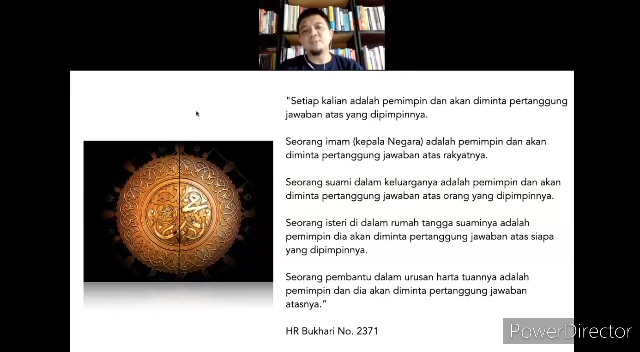 "Setiap kalian adalah pemimpin dan akan diminta pertanggung
jawaban atas yang dipimpinnya.
Seorang imam (kepala Negara) adalah pemimpin dan akan
diminta pertanggung jawaban atas rakyatnya.
Seorang suami dalam keluarganya adalah pemimpin dan akan
diminta pertanggung jawaban atas orang yang dipimpinnya.
Seorang isteri di dalam rumah tangga suaminya adalah
pemimpin dia akan diminta pertanggung jawaban atas siapa
yang dipimpinnya.
Seorang pembantu dalam urusan harta tuannya adalah
pemimpin dan dia akan diminta pertanggung jawaban
atasnya."
HR Bukhari No. 2371
PowerDirector